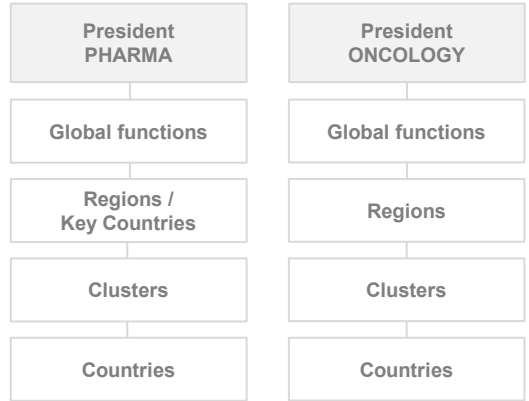 President
PHARMA
Global functions
Regions /
Key Countries
Clusters
Countries
President
ONCOLOGY
Global functions
Regions
Clusters
Countries